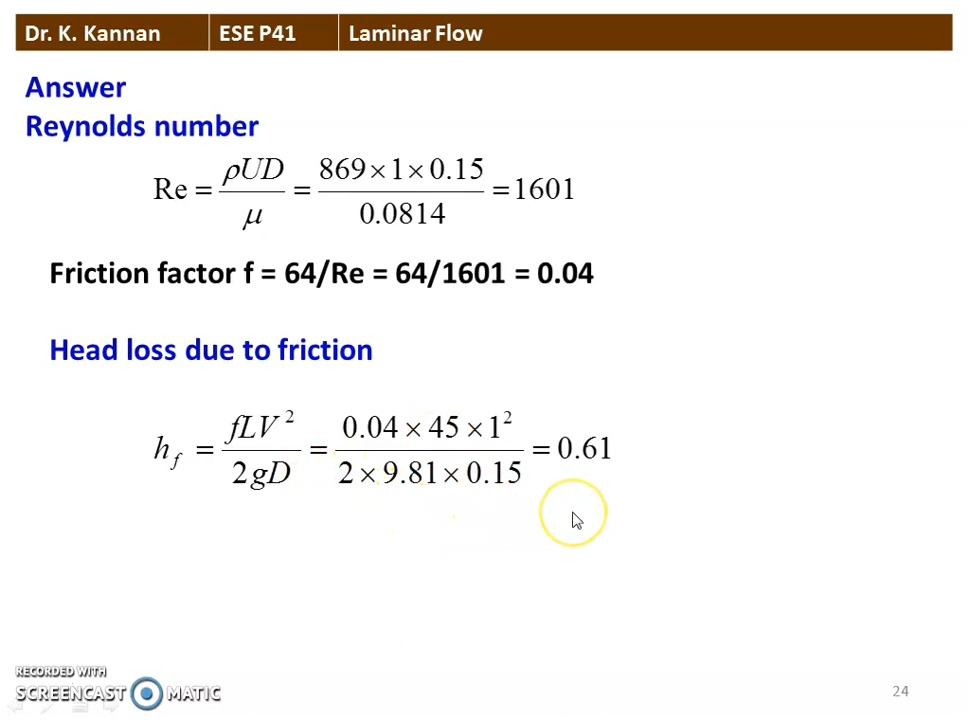 Dr. K. Kannan ESE P41 Laminar Flow
Answer
Reynolds number
Re = ρUD / μ = 869 × 1 × 0.15 / 0.0814 = 1601
Friction factor f = 64/Re = 64/1601 = 0.04
Head loss due to friction
h_f = fLV² / 2gD = 0.04 × 45 × 1² / 2 × 9.81 × 0.15 = 0.61
RECORDED WITH
SCREENCAST MATIC
24